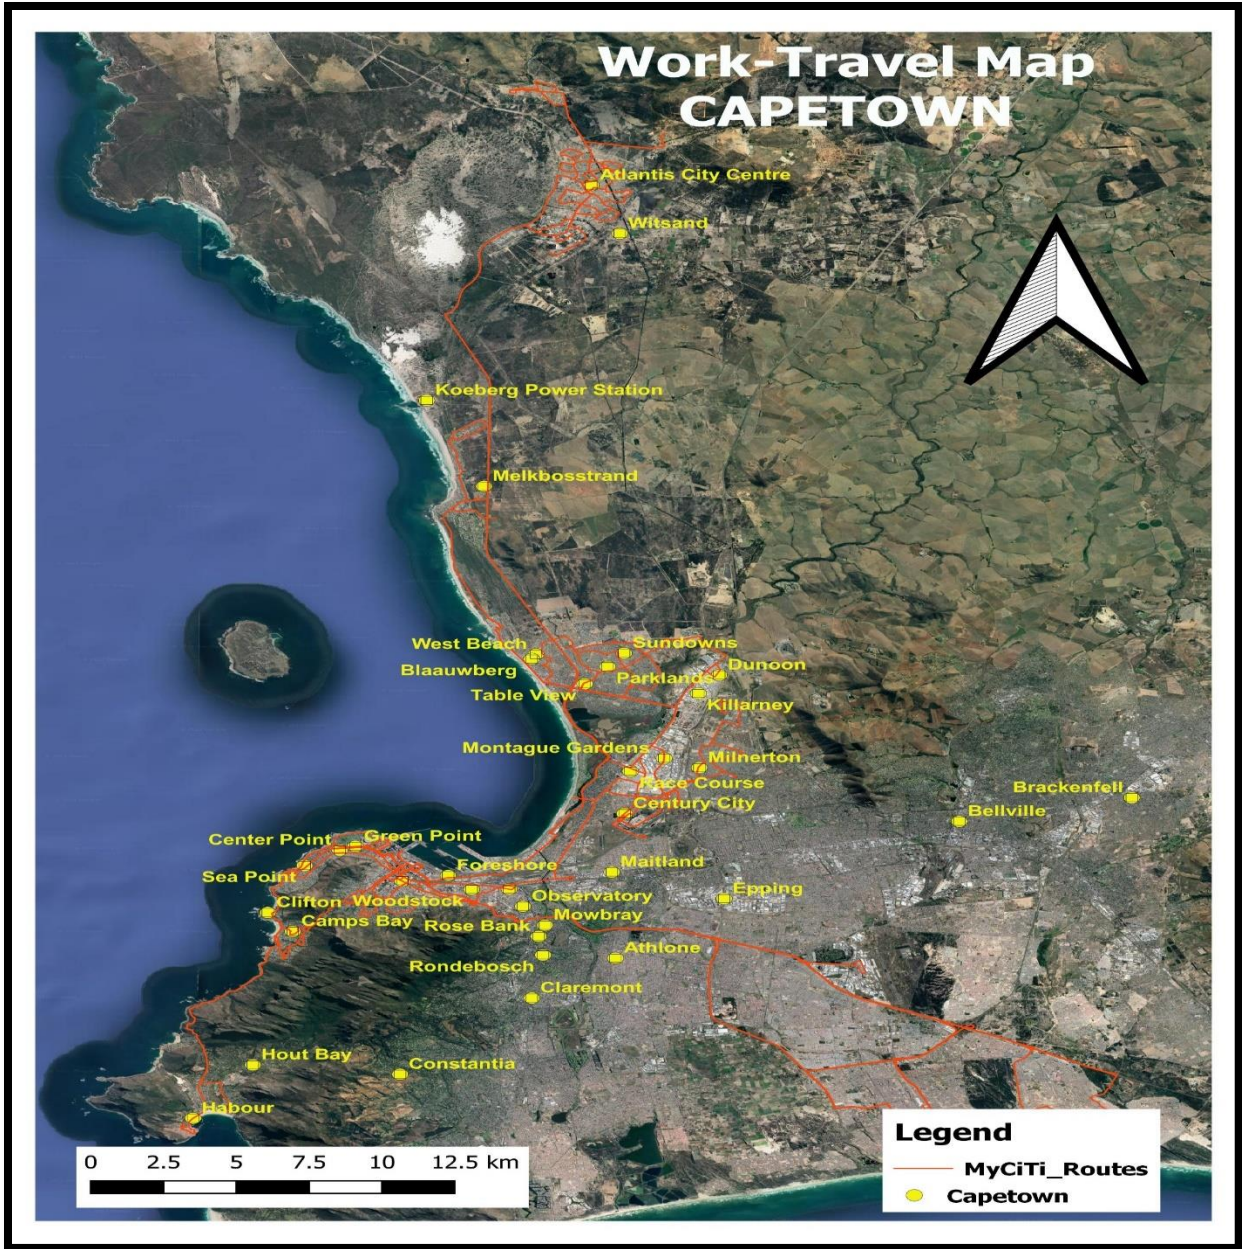 Work-Travel Map
CAPETOWN
Atlantis City Centre
Witsand
Koeberg Power Station
Melkbosstrand
West Beach
Sundowns
Blaauwberg
Dunoon
Parklands
Table View
Killarney
Montague Gardens
Milnerton
Race Course
Brackenfell
Century City
Bellville
Center Point
Green Point
Foreshore
Maitland
Sea Point
Epping
Clifton
Woodstock
Observatory
Camps Bay
Rose Bank
Mowbray
Athlone
Rondebosch
Claremont
Hout Bay
Constantia
Habour
0 2.5 5 7.5 10 12.5 km
Legend
MyCiTi_Routes
Capetown